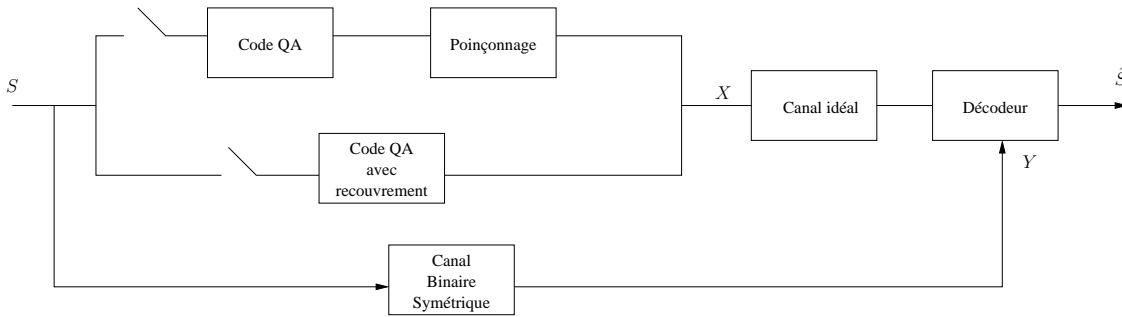 Code QA
Poinçonnage
S
X
Canal idéal
Décodeur
Ŝ
Code QA
avec
recouvrement
Y
Canal
Binaire
Symétrique